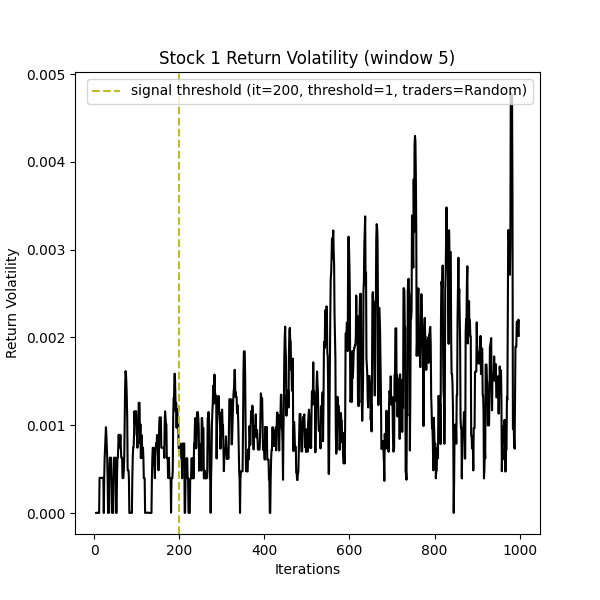 Stock 1 Return Volatility (window 5)
signal threshold (it=200, threshold=1, traders=Random)
Return Volatility
0.005
0.004
0.003
0.002
0.001
0.000
0 200 400 600 800 1000
Iterations